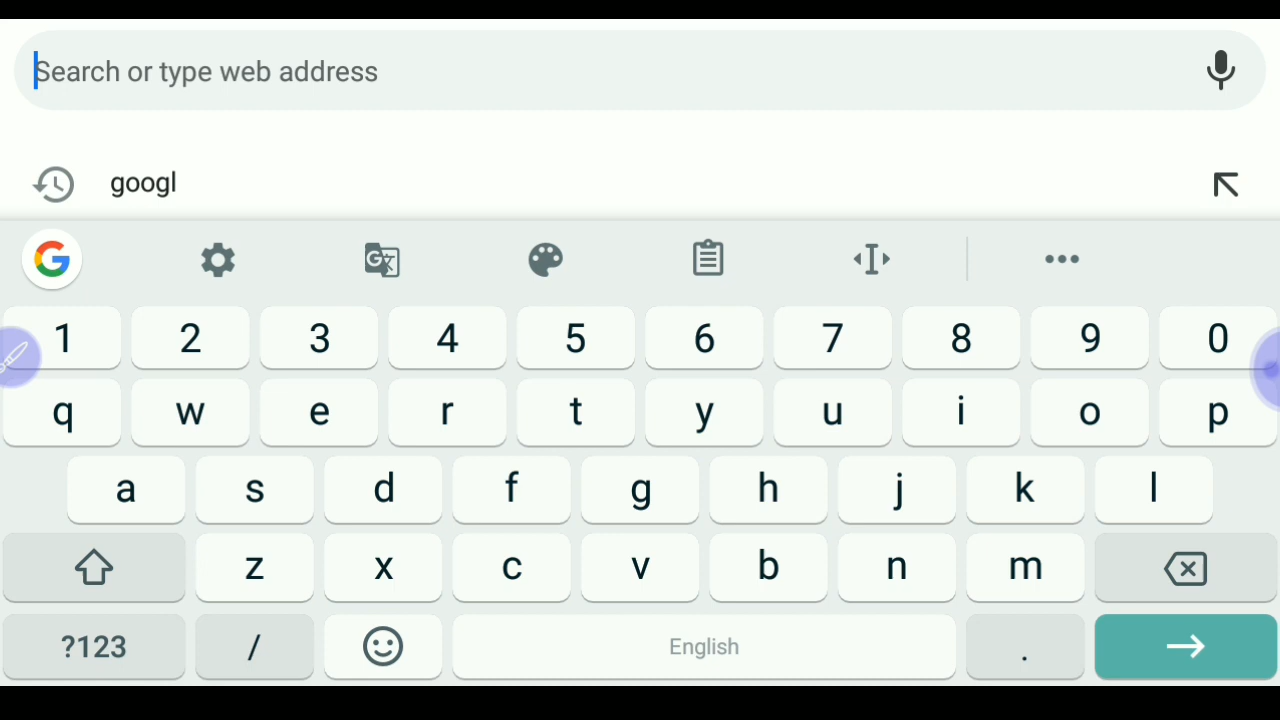 Search or type web address
googl
G
1 2 3 4 5 6 7 8 9 0
q w e r t y u i o p
a s d f g h j k l
z x c v b n m
?123 / English .